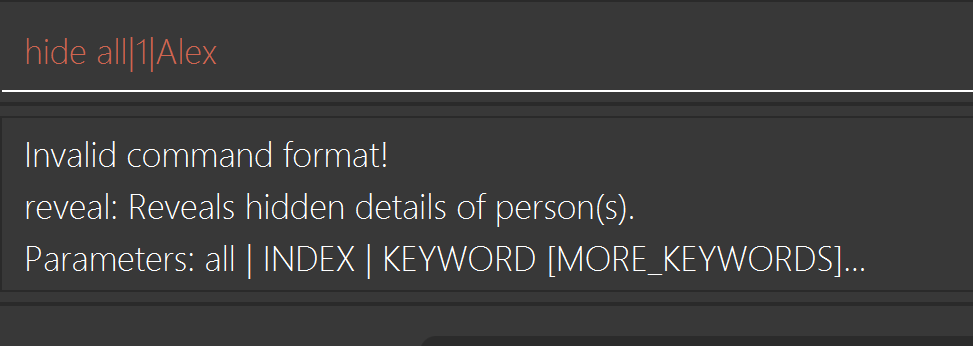 hide all|1|Alex
Invalid command format!
reveal: Reveals hidden details of person(s).
Parameters: all | INDEX | KEYWORD [MORE_KEYWORDS]...